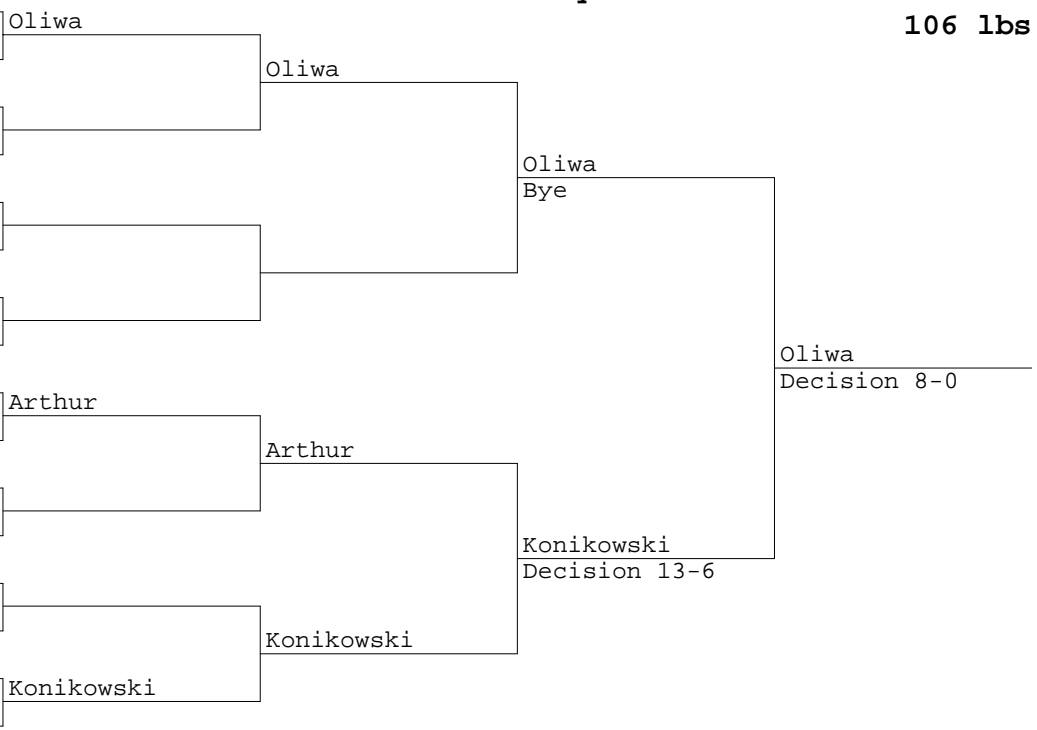 106 lbs
Oliwa
Oliwa
Oliwa
Bye
Oliwa
Decision 8-0
Arthur
Arthur
Konikowski
Decision 13-6
Konikowski
Konikowski